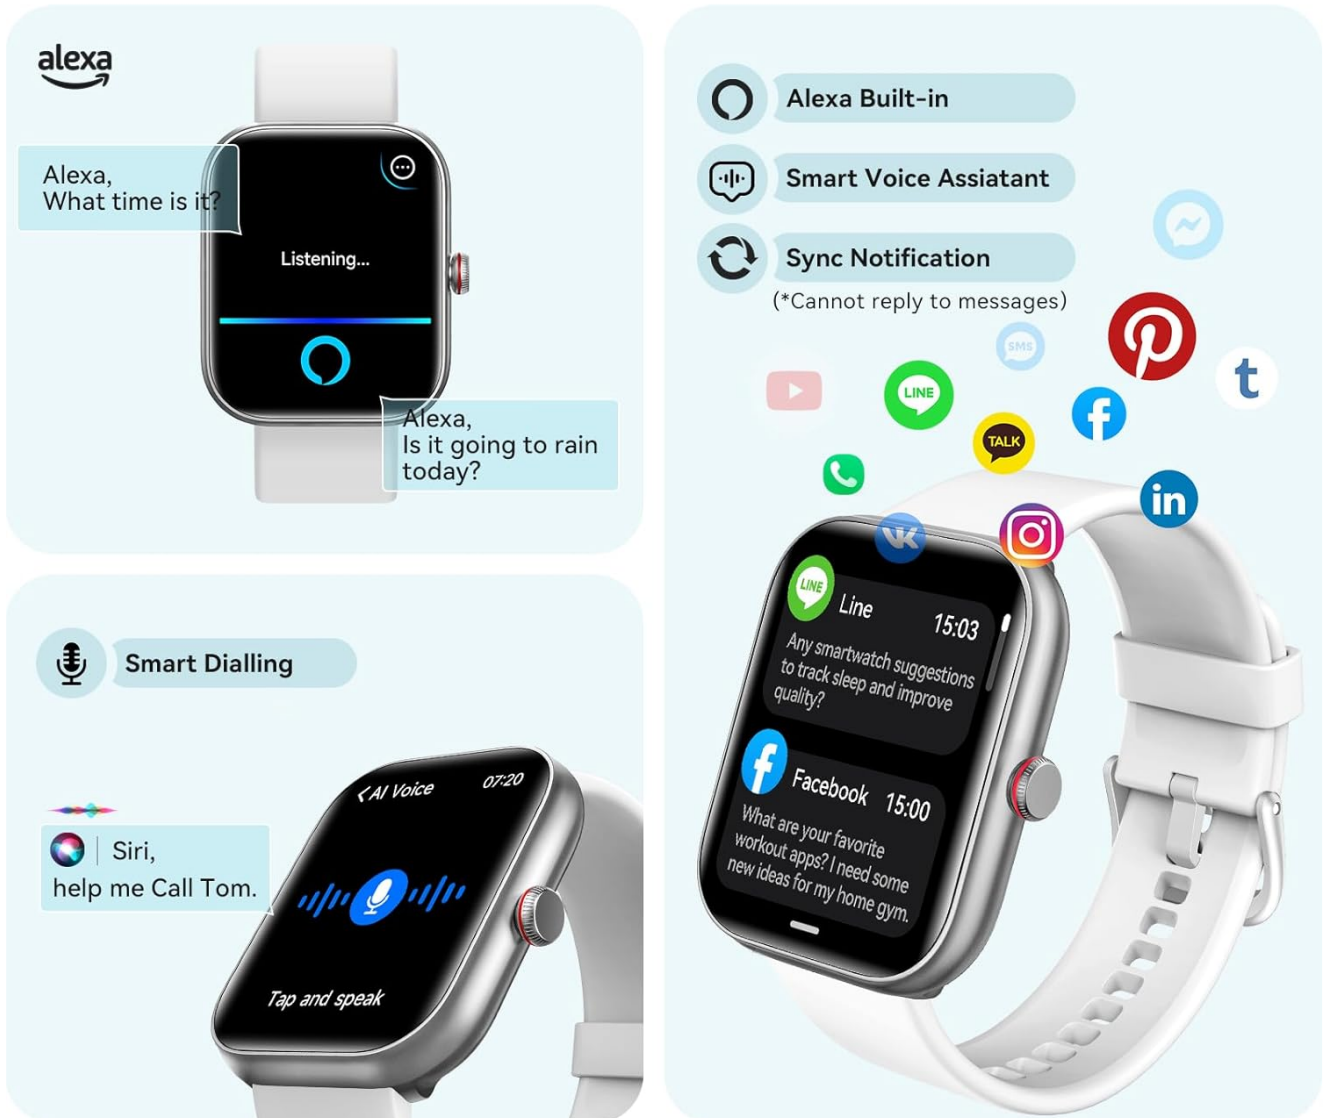 alexa
Alexa,
What time is it?
Listening...
Alexa,
Is it going to rain
today?
Smart Dialling
AI Voice 07:20
Siri,
help me Call Tom.
Tap and speak
Alexa Built-in
Smart Voice Assiatant
Sync Notification
(*Cannot reply to messages)
SMS
LINE
TALK
LINE
Line 15:03
Any smartwatch suggestions
to track sleep and improve
quality?
Facebook 15:00
What are your favorite
workout apps? I need some
new ideas for my home gym.